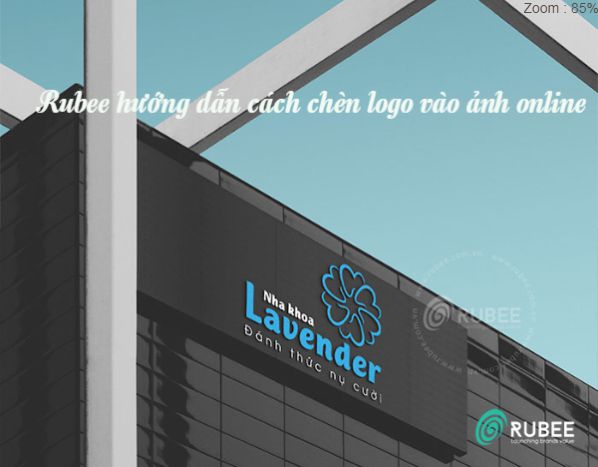 Zoom : 85%
Rubee hướng dẫn cách chèn logo vào ảnh online
Nha khoa
Lavender
Đánh thức nụ cười
RUBEE
RUBEE
Launching brands value